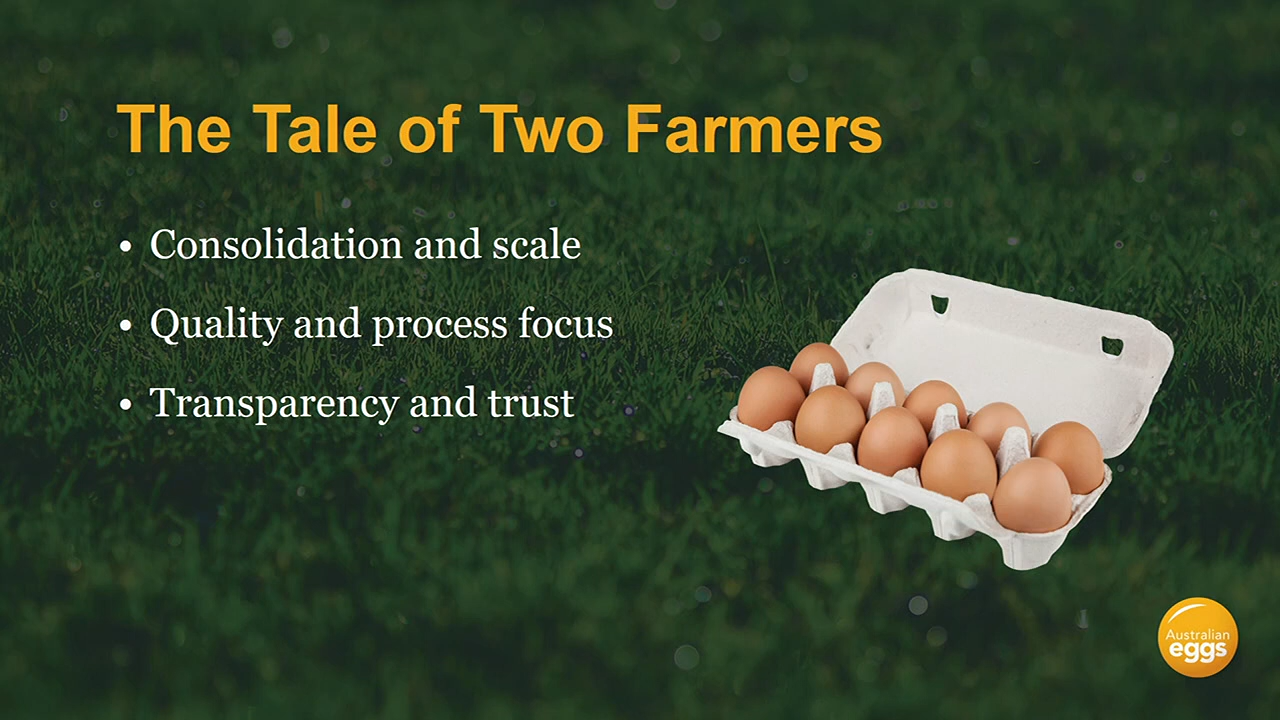 The Tale of Two Farmers
• Consolidation and scale
• Quality and process focus
• Transparency and trust
Australian
eggs